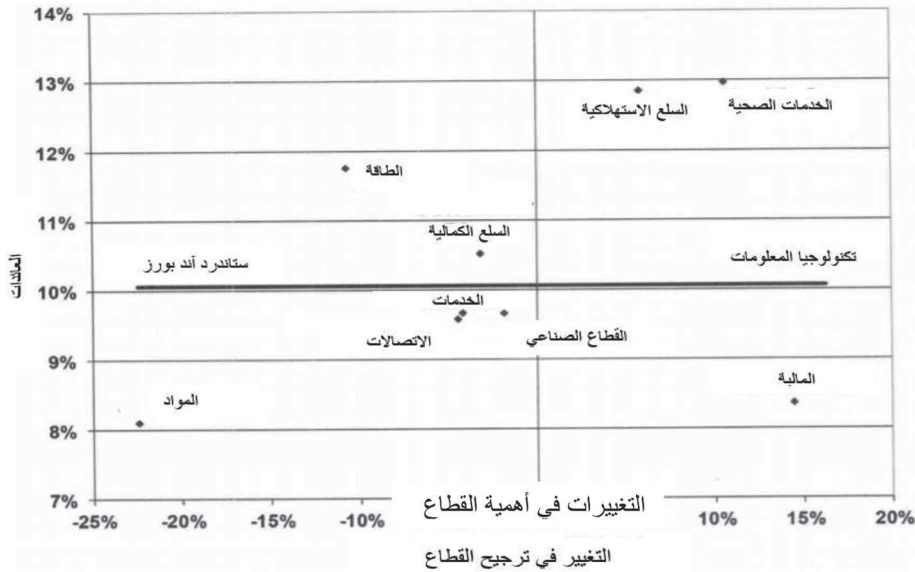 14%
13%
السلع الاستهلاكية
الخدمات الصحية
12%
الطاقة
11%
السلع الكمالية
العائدات
ستاندرد آند بورز
تكنولوجيا المعلومات
10%
الخدمات
الاتصالات
القطاع الصناعي
9%
المالية
المواد
8%
7%
-25%
-20%
-15%
-10%
10%
15%
20%
التغييرات في أهمية القطاع
التغيير في ترجيح القطاع